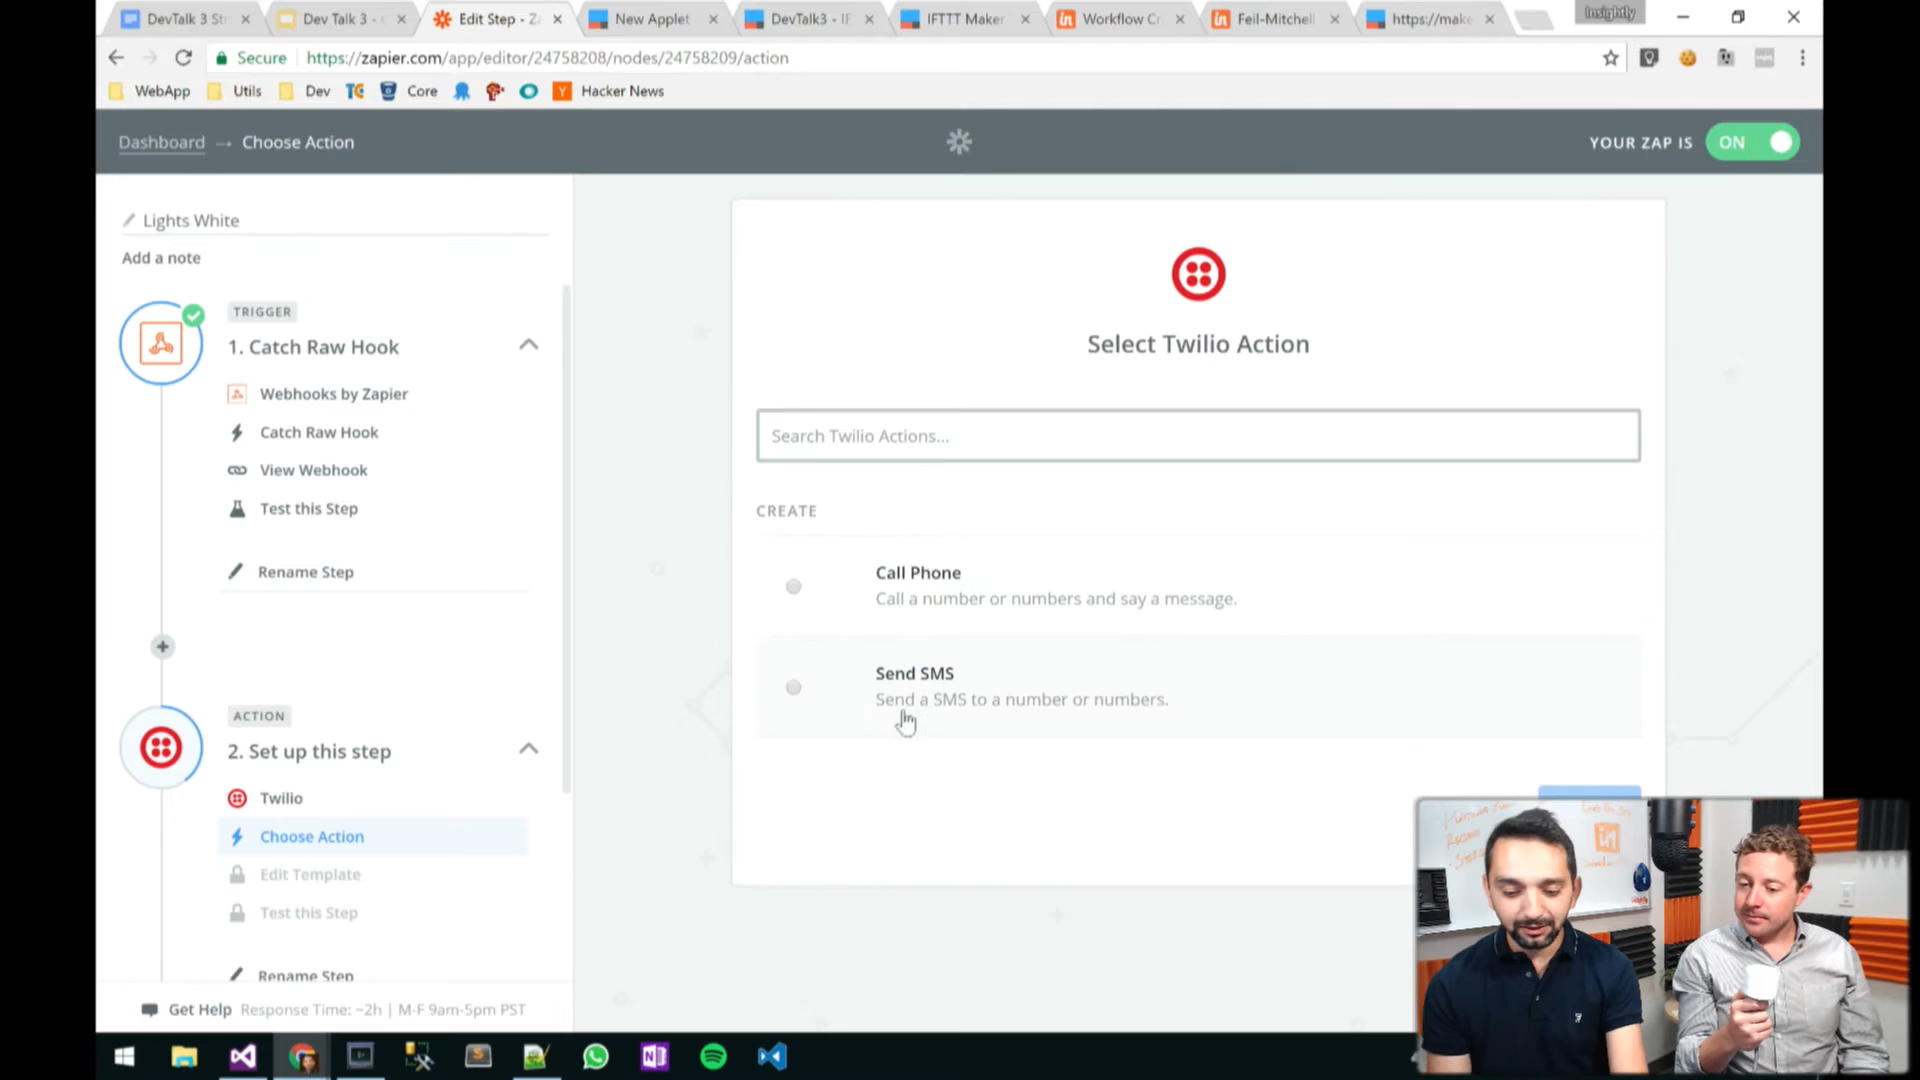 DevTalk 3 St
Dev Talk 3 -
Edit Step - Za
New Applet
DevTalk3 - IF
IFTTT Maker
Workflow Cr
Feil-Mitchell
https://make
Insightly
Secure
https://zapier.com/app/editor/24758208/nodes/24758209/action
WebApp
Utils
Dev
Core
Hacker News
Dashboard → Choose Action
YOUR ZAP IS ON
Lights White
Add a note
TRIGGER
1. Catch Raw Hook
Webhooks by Zapier
Catch Raw Hook
View Webhook
Test this Step
Rename Step
ACTION
2. Set up this step
Twilio
Choose Action
Edit Template
Test this Step
Rename Step
Get Help Response Time: ~2h | M-F 9am-5pm PST
Select Twilio Action
Search Twilio Actions...
CREATE
Call Phone
Call a number or numbers and say a message.
Send SMS
Send a SMS to a number or numbers.
in